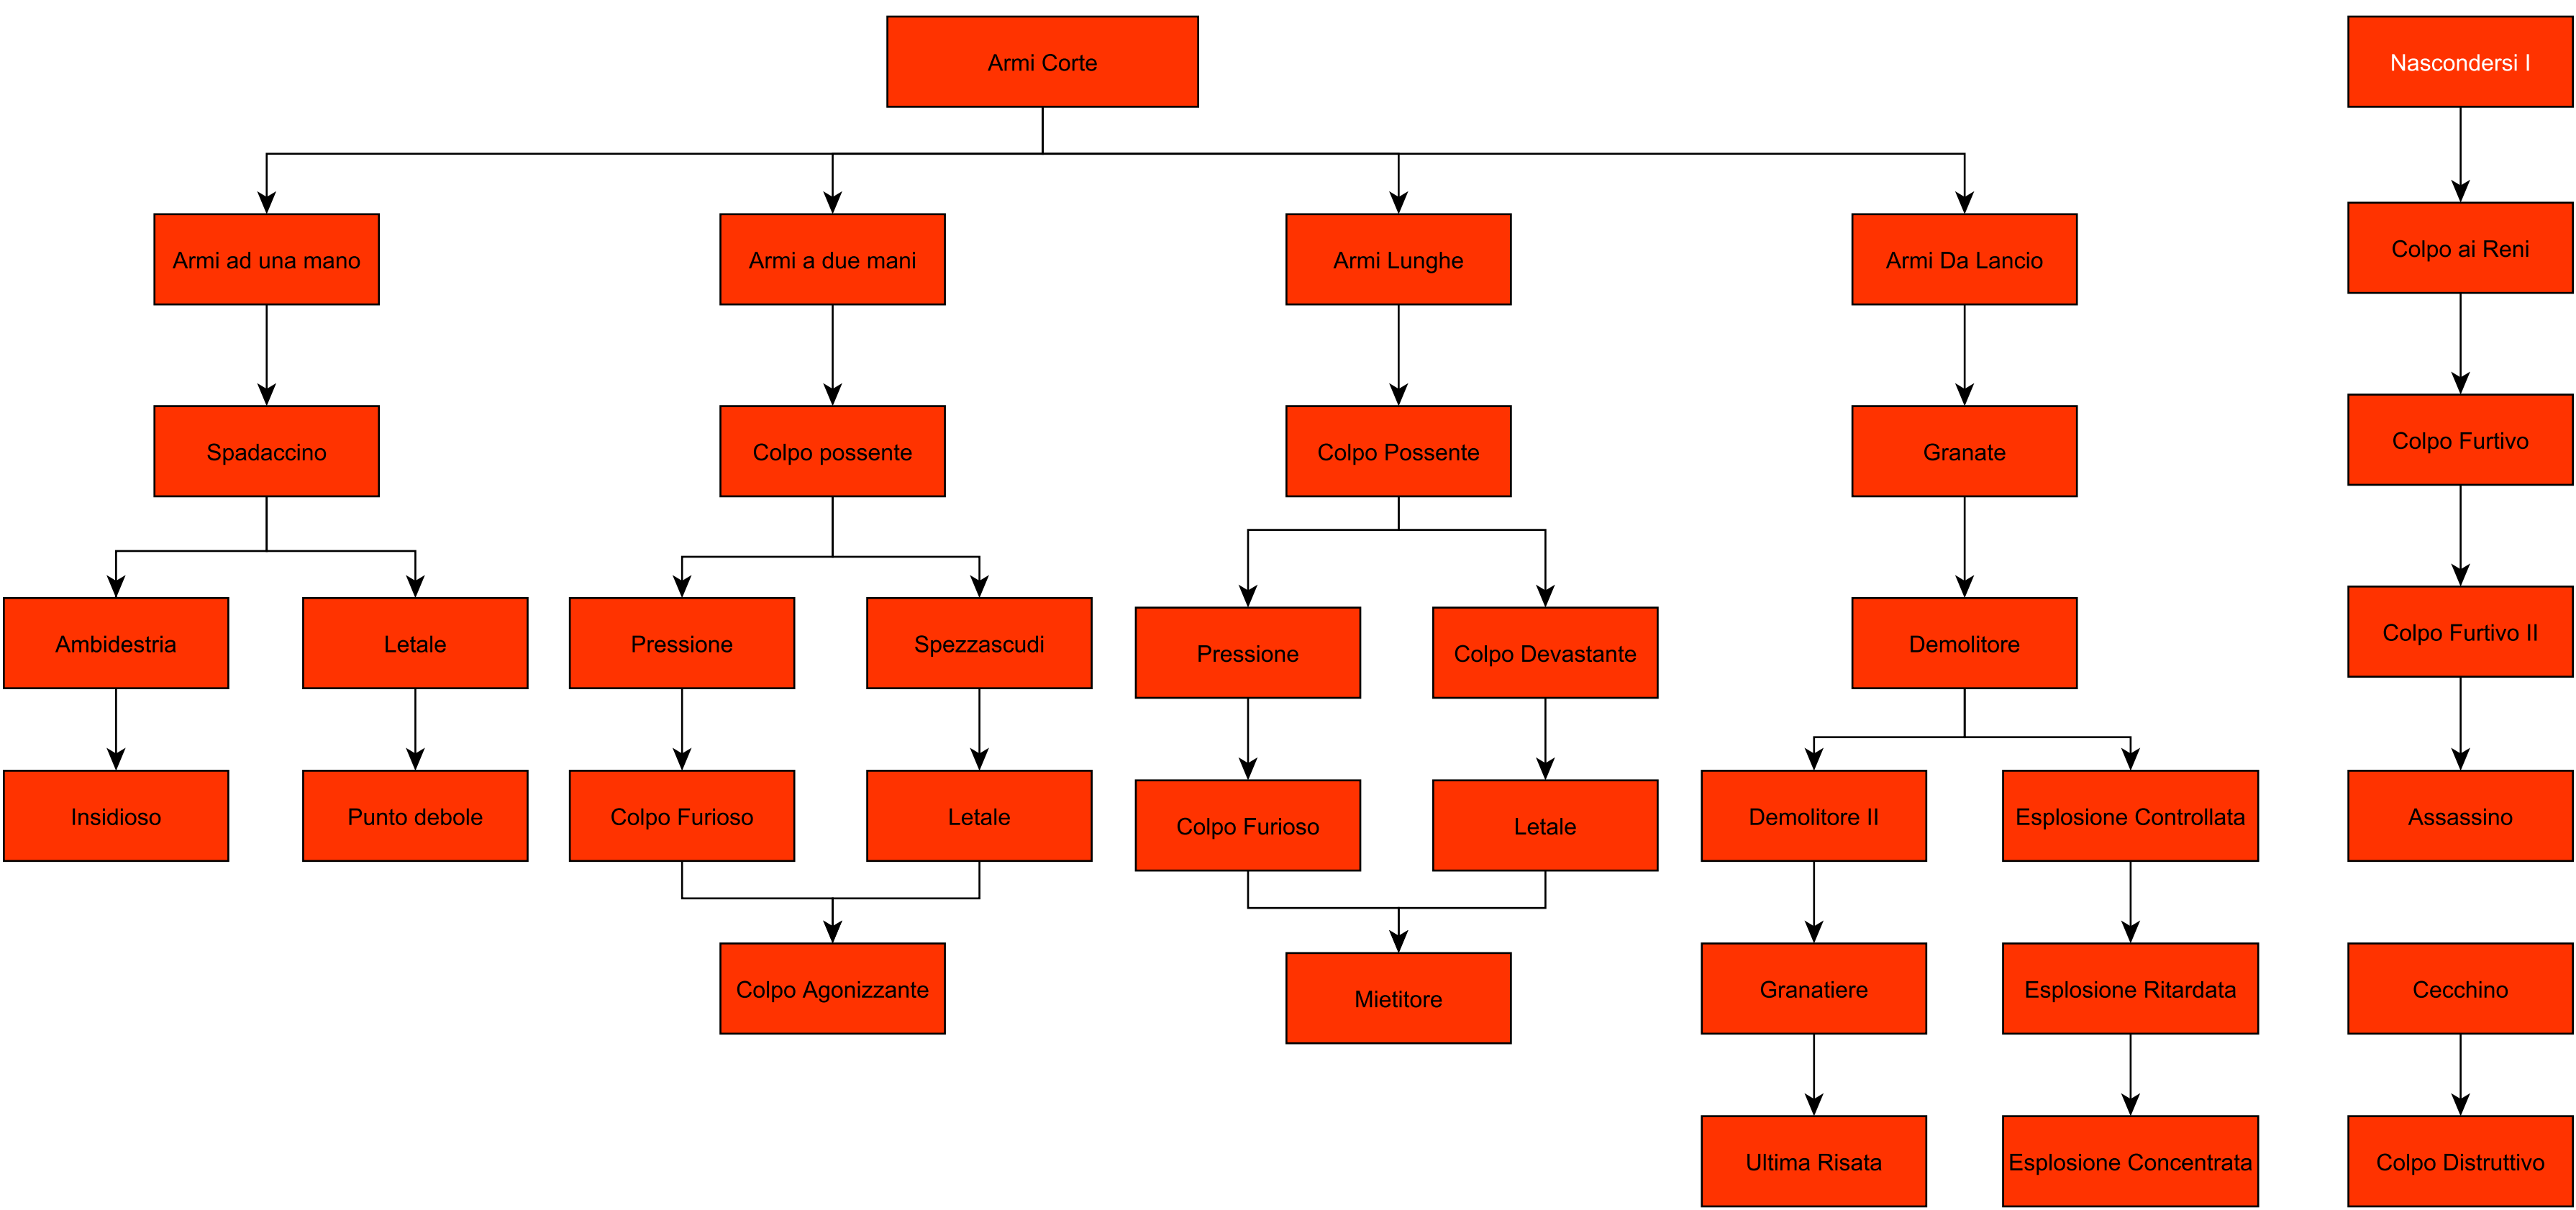 Armi Corte
Nascondersi I
Armi ad una mano
Armi a due mani
Armi Lunghe
Armi Da Lancio
Colpo ai Reni
Spadaccino
Colpo possente
Colpo Possente
Granate
Colpo Furtivo
Ambidestria
Letale
Pressione
Spezzascudi
Pressione
Colpo Devastante
Demolitore
Colpo Furtivo II
Insidioso
Punto debole
Colpo Furioso
Letale
Colpo Furioso
Letale
Demolitore II
Esplosione Controllata
Assassino
Colpo Agonizzante
Mietitore
Granatiere
Esplosione Ritardata
Cecchino
Ultima Risata
Esplosione Concentrata
Colpo Distruttivo